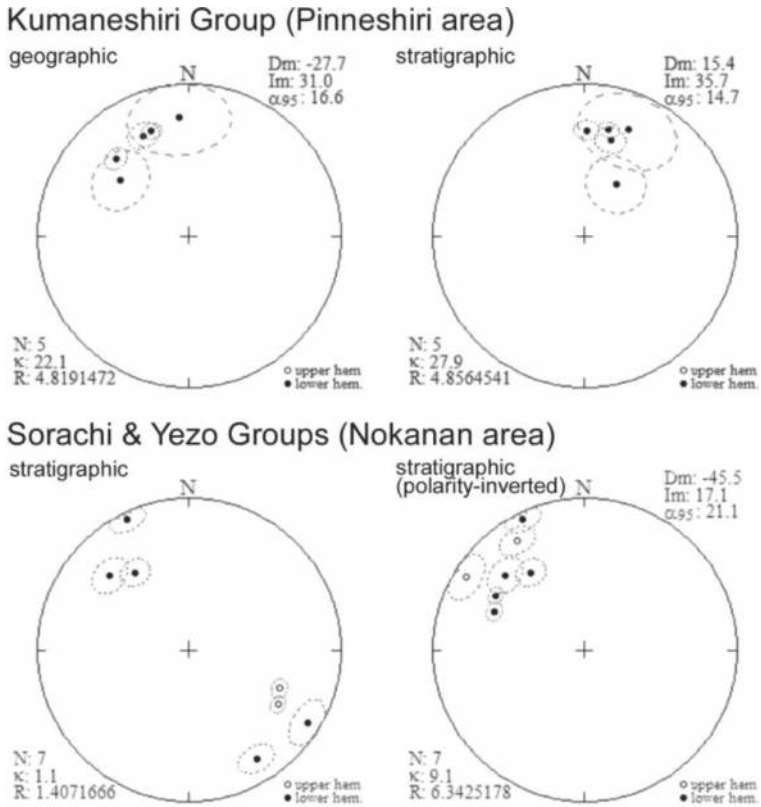 Kumaneshiri Group (Pinneshiri area)
geographic
N
Dm: -27.7
Im: 31.0
α95: 16.6
N: 5
κ: 22.1
R: 4.8191472
upper hem
lower hem.
stratigraphic
N
Dm: 15.4
Im: 35.7
α95: 14.7
N: 5
κ: 27.9
R: 4.8564541
upper hem
lower hem.
Sorachi & Yezo Groups (Nokanan area)
stratigraphic
N
N: 7
κ: 1.1
R: 1.4071666
upper hem
lower hem.
stratigraphic
(polarity-inverted)
N
Dm: -45.5
Im: 17.1
α95: 21.1
N: 7
κ: 9.1
R: 6.3425178
upper hem
lower hem.